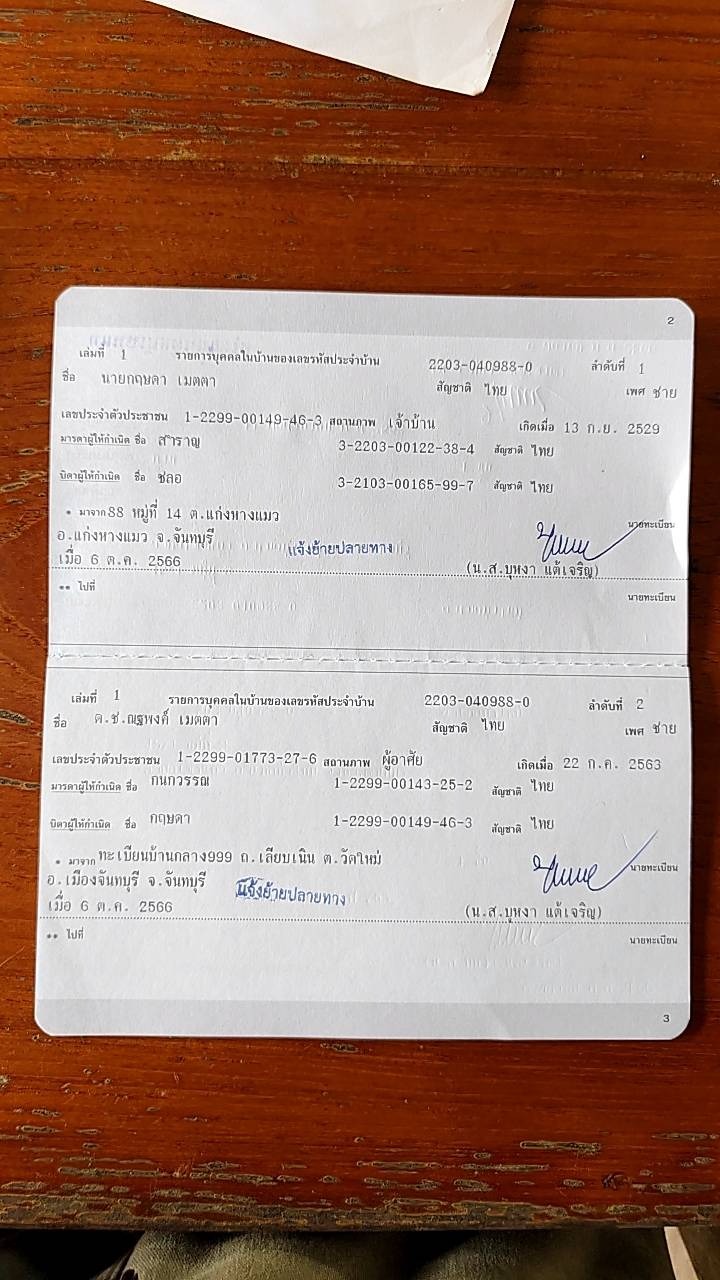 2
เล่มที่ 1 รายการบุคคลในบ้านของเลขรหัสประจำบ้าน 2203-040988-0 ลำดับที่ 1
ชื่อ นายกฤษดา เมตตา สัญชาติ ไทย เพศ ชาย
เลขประจำตัวประชาชน 1-2299-00149-46-3 สถานภาพ เจ้าบ้าน เกิดเมื่อ 13 ก.ย. 2529
มารดาผู้ให้กำเนิด ชื่อ สำราญ 3-2203-00122-38-4 สัญชาติ ไทย
บิดาผู้ให้กำเนิด ชื่อ ชลอ 3-2103-00165-99-7 สัญชาติ ไทย
* มาจาก 88 หมู่ที่ 14 ต.แก่งหางแมว
อ.แก่งหางแมว จ.จันทบุรี แจ้งย้ายปลายทาง นายทะเบียน
เมื่อ 6 ต.ค. 2566 (น.ส.บุหงา แต้เจริญ)
** ไปที่ นายทะเบียน
เล่มที่ 1 รายการบุคคลในบ้านของเลขรหัสประจำบ้าน 2203-040988-0 ลำดับที่ 2
ชื่อ ด.ช.ณฐพงค์ เมตตา สัญชาติ ไทย เพศ ชาย
เลขประจำตัวประชาชน 1-2299-01773-27-6 สถานภาพ ผู้อาศัย เกิดเมื่อ 22 ก.ค. 2563
มารดาผู้ให้กำเนิด ชื่อ กนกวรรณ 1-2299-00143-25-2 สัญชาติ ไทย
บิดาผู้ให้กำเนิด ชื่อ กฤษดา 1-2299-00149-46-3 สัญชาติ ไทย
* มาจาก ทะเบียนบ้านกลาง999 ถ.เลียบเนิน ต.วัดใหม่ นายทะเบียน
อ.เมืองจันทบุรี จ.จันทบุรี แจ้งย้ายปลายทาง
เมื่อ 6 ต.ค. 2566 (น.ส.บุหงา แต้เจริญ)
** ไปที่ นายทะเบียน
3